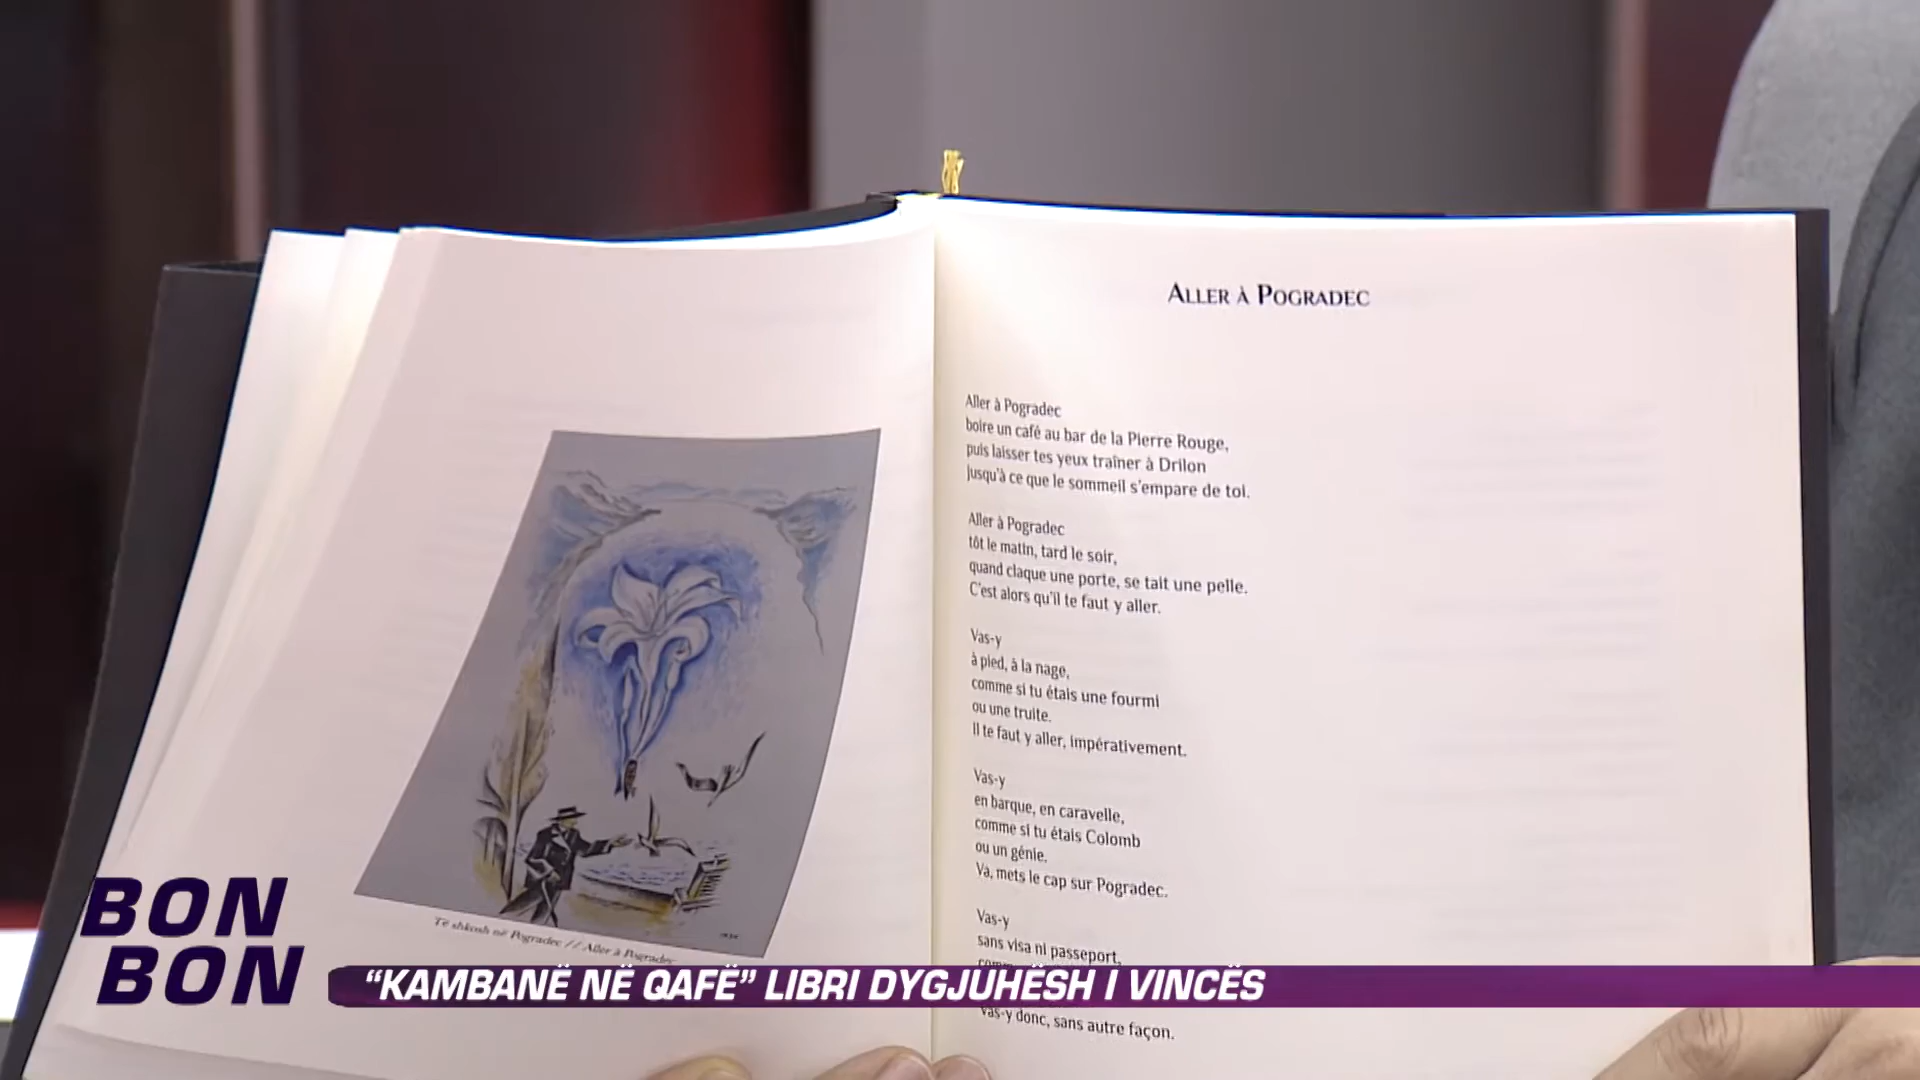 Të shkosh në Pogradec // Aller à Pogradec
ALLER À POGRADEC
Aller à Pogradec
boire un café au bar de la Pierre Rouge,
puis laisser tes yeux traîner à Drilon
jusqu'à ce que le sommeil s'empare de toi.
Aller à Pogradec
tôt le matin, tard le soir,
quand claque une porte, se tait une pelle.
C'est alors qu'il te faut y aller.
Vas-y
à pied, à la nage,
comme si tu étais une fourmi
ou une truite.
Il te faut y aller, impérativement.
Vas-y
en barque, en caravelle,
comme si tu étais Colomb
ou un génie.
Va, mets le cap sur Pogradec.
Vas-y
sans visa ni passeport,
Vas-y donc, sans autre façon.
BON
BON
“KAMBANË NË QAFË” LIBRI DYGJUHËSH I VINCËS